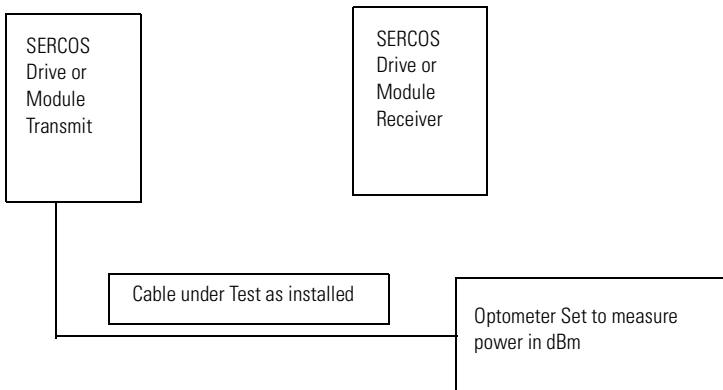 SERCOS
Drive or
Module
Transmit
SERCOS
Drive or
Module
Receiver
Cable under Test as installed
Optometer Set to measure
power in dBm